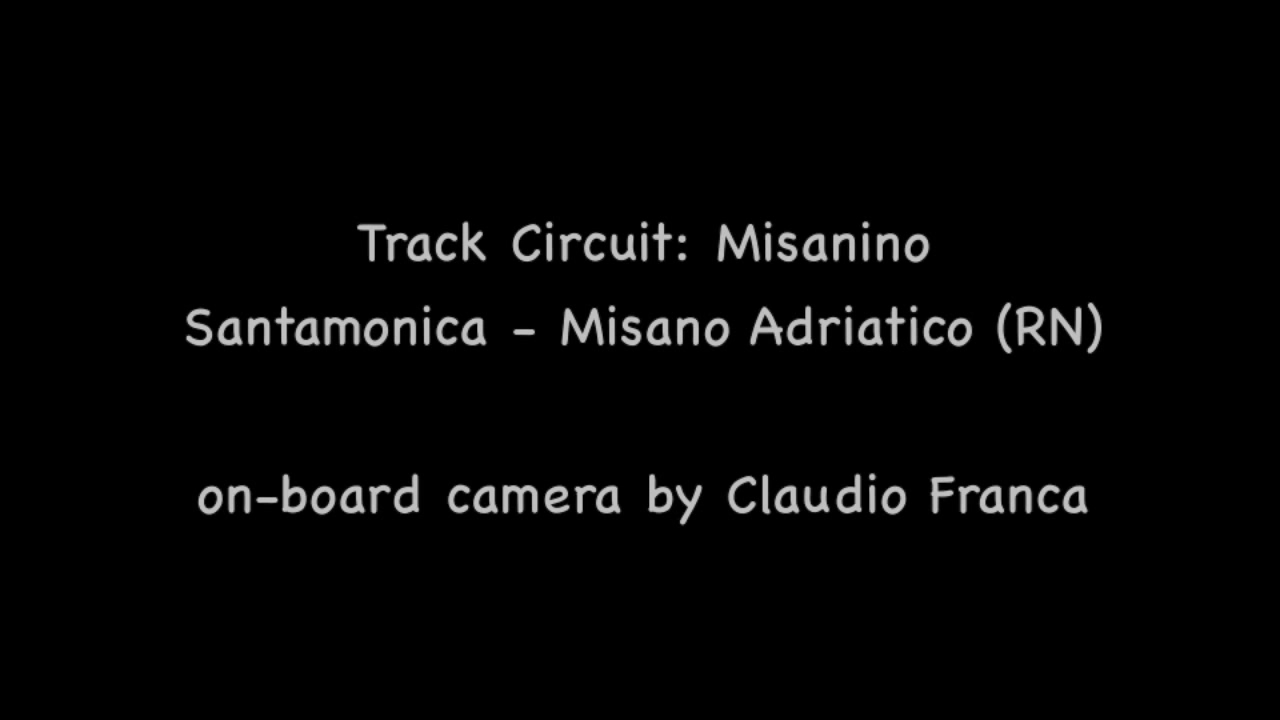 Track Circuit: Misanino
Santamonica - Misano Adriatico (RN)
on-board camera by Claudio Franca